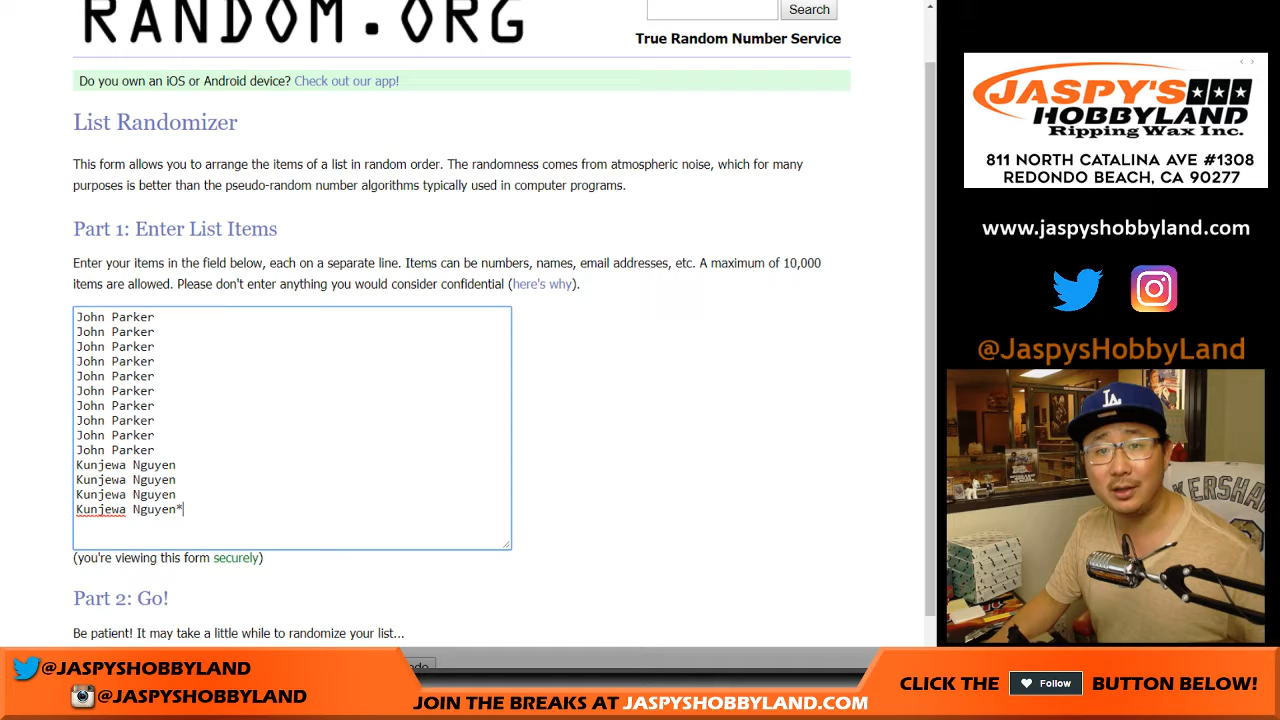 RANDOM.ORG
Search
True Random Number Service
Do you own an iOS or Android device? Check out our app!
List Randomizer
This form allows you to arrange the items of a list in random order. The randomness comes from atmospheric noise, which for many
purposes is better than the pseudo-random number algorithms typically used in computer programs.
Part 1: Enter List Items
Enter your items in the field below, each on a separate line. Items can be numbers, names, email addresses, etc. A maximum of 10,000
items are allowed. Please don't enter anything you would consider confidential (here's why).
John Parker
John Parker
John Parker
John Parker
John Parker
John Parker
John Parker
John Parker
John Parker
John Parker
Kunjewa Nguyen
Kunjewa Nguyen
Kunjewa Nguyen
Kunjewa Nguyen*
(you're viewing this form securely)
Part 2: Go!
Be patient! It may take a little while to randomize your list...
JASPY'S
HOBBYLAND
Ripping Wax Inc.
811 NORTH CATALINA AVE #1308
REDONDO BEACH, CA 90277
www.jaspyshobbyland.com
@JaspysHobbyLand
LA
KERSHA
@JASPYSHOBBYLAND
@JASPYSHOBBYLAND
JOIN THE BREAKS AT JASPYSHOBBYLAND.COM
CLICK THE Follow BUTTON BELOW!